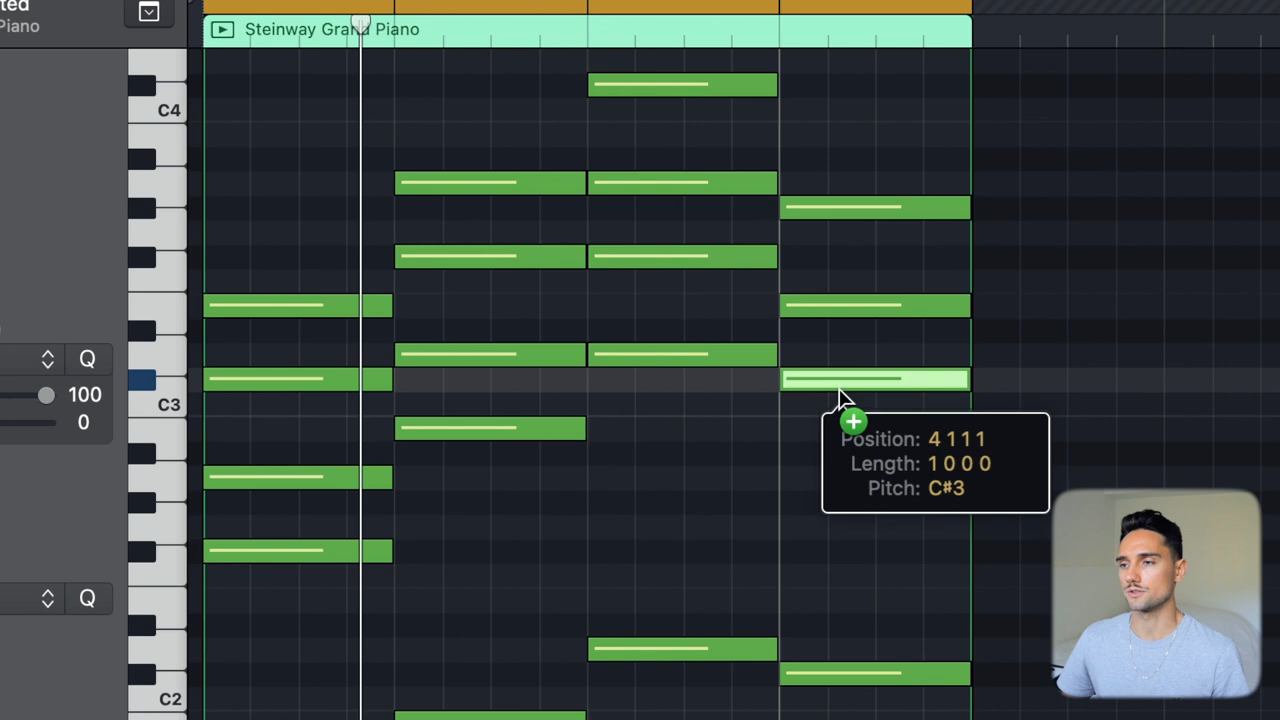 ted
Piano
Steinway Grand Piano
C4
Q
100
C3
0
Position: 4 1 1 1
Length: 1 0 0 0
Pitch: C♯3
Q
C2